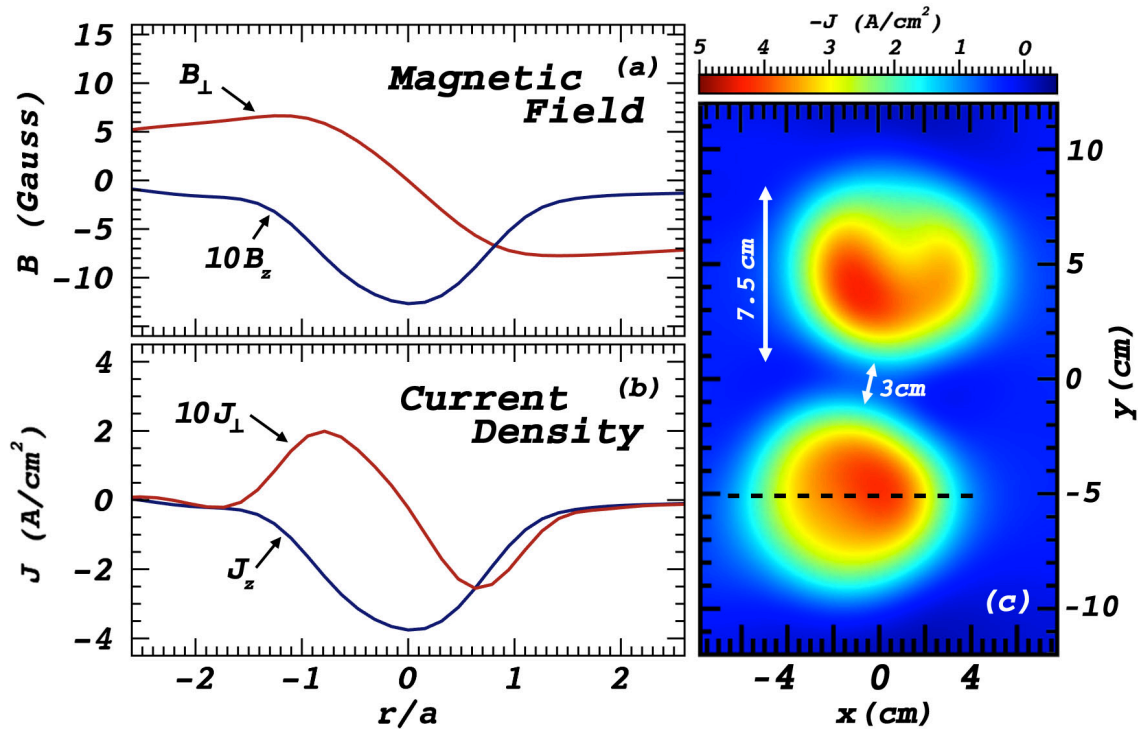 15
10
5
0
-5
-10
B (Gauss)
B⊥
10Bz
Magnetic
Field
(a)
4
2
0
-2
-4
J (A/cm²)
10J⊥
Jz
Current
Density
(b)
-2 -1 0 1 2
r/a
-J (A/cm²)
5 4 3 2 1 0
7.5 cm
3cm
(c)
10
5
0
-5
-10
Y (cm)
-4 0 4
x (cm)